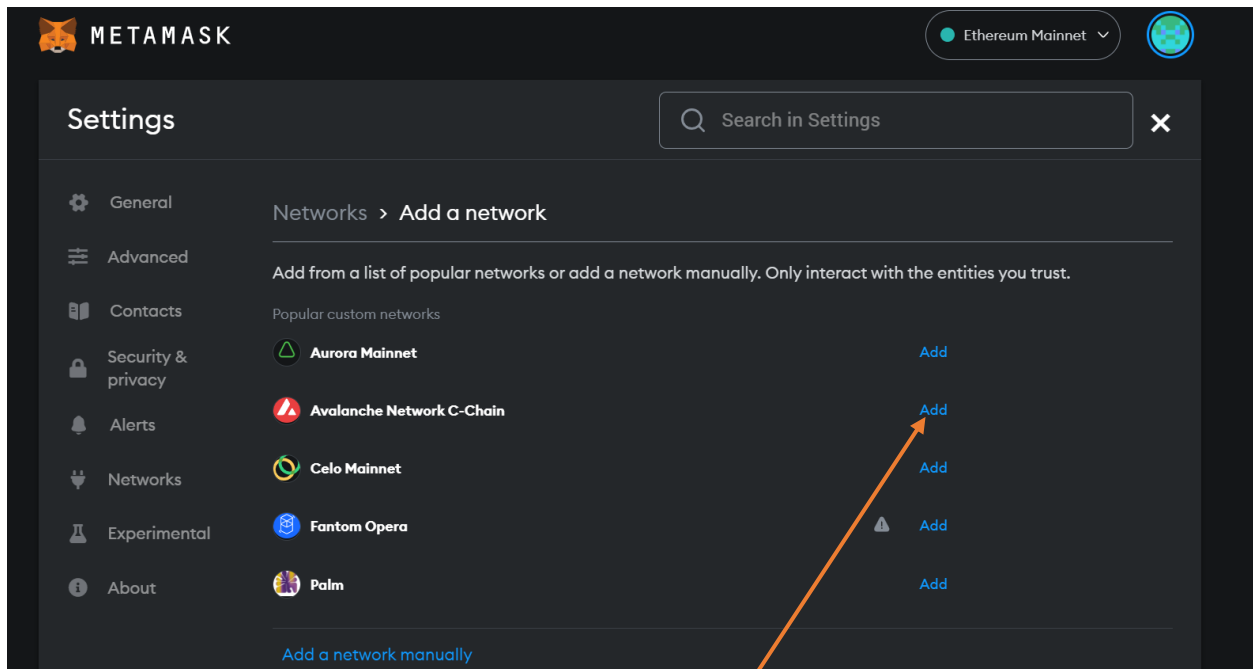 METAMASK
Ethereum Mainnet
Settings
Search in Settings
General
Advanced
Contacts
Security &
privacy
Alerts
Networks
Experimental
About
Networks > Add a network
Add from a list of popular networks or add a network manually. Only interact with the entities you trust.
Popular custom networks
Aurora Mainnet Add
Avalanche Network C-Chain Add
Celo Mainnet Add
Fantom Opera Add
Palm Add
Add a network manually